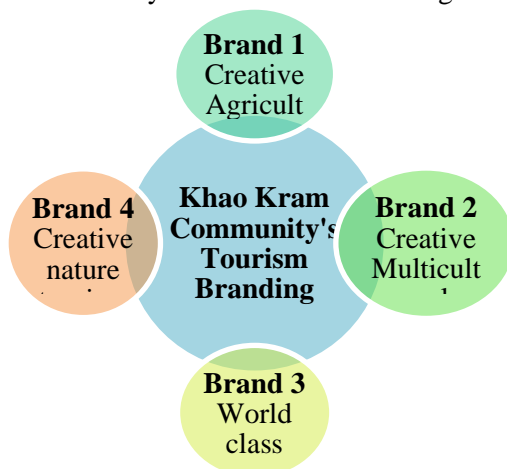 Brand 1
Creative
Agricult
Khao Kram
Community's
Tourism
Branding
Brand 4
Creative
nature
Brand 2
Creative
Multicult
Brand 3
World
class